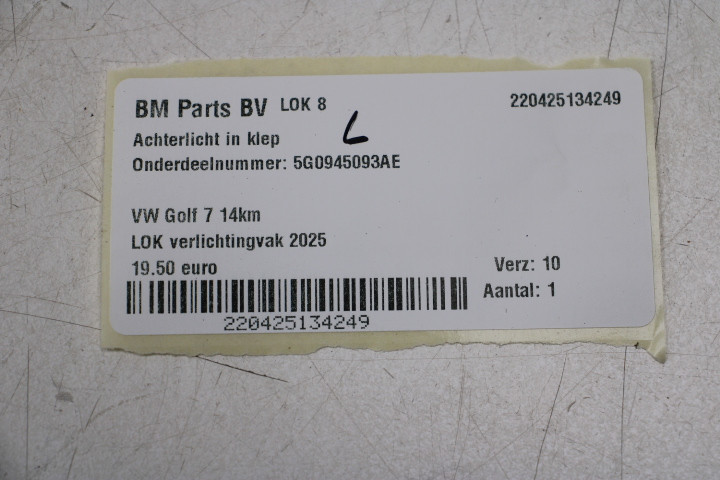 BM Parts BV LOK 8 220425134249
Achterlicht in klep L
Onderdeelnummer: 5G0945093AE
VW Golf 7 14km
LOK verlichtingvak 2025
19.50 euro Verz: 10
Aantal: 1
220425134249